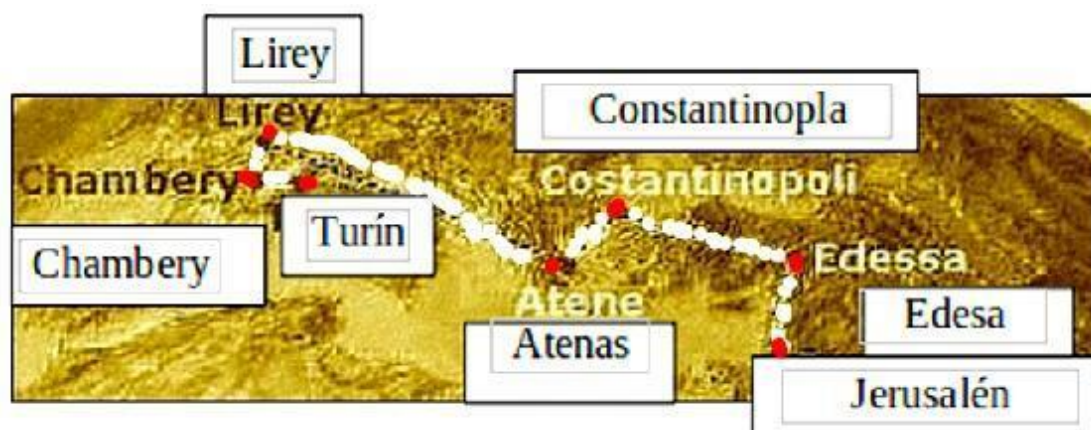 Lirey
Lirey
Constantinopla
Chambery
Costantinopoli
Turín
Chambery
Edessa
Atene
Atenas
Edesa
Jerusalén